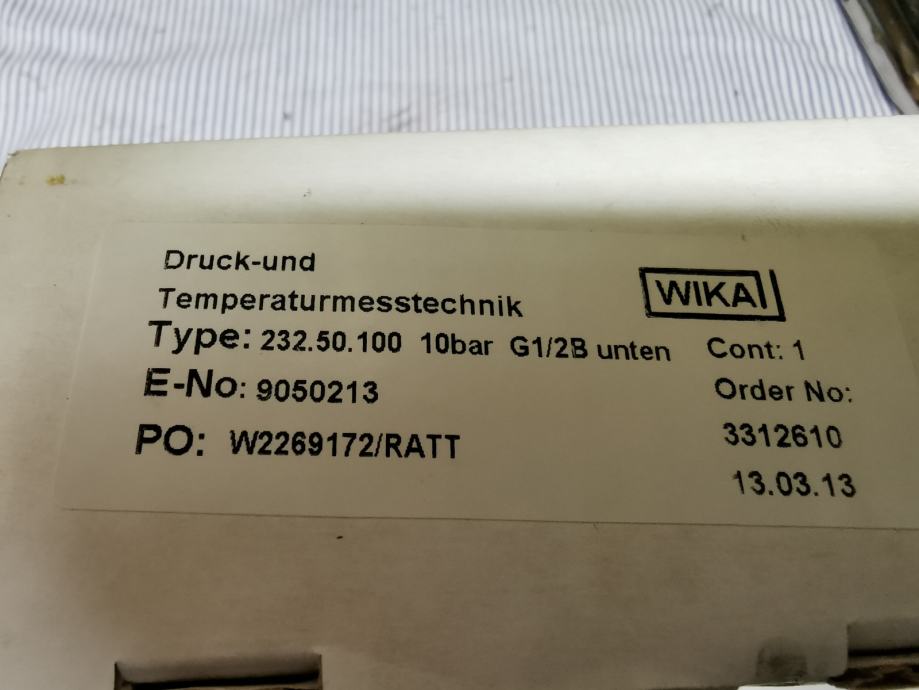 Druck-und
Temperaturmesstechnik
WIKA
Type: 232.50.100 10bar G1/2B unten Cont: 1
E-No: 9050213 Order No:
PO: W2269172/RATT 3312610
13.03.13